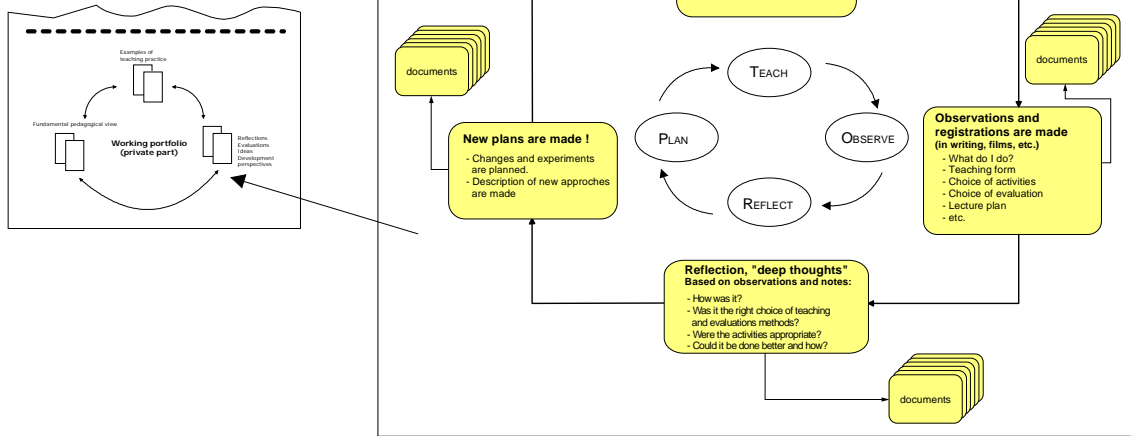 Examples of
teaching practice
Fundamental pedagogical view
Working portfolio
(private part)
Reflections
Evaluations
Ideas
Development
perspectives
documents
New plans are made !
- Changes and experiments
are planned.
- Description of new approches
are made
TEACH
PLAN
OBSERVE
REFLECT
documents
Observations and
registrations are made
(in writing, films, etc.)
- What do I do?
- Teaching form
- Choice of activities
- Choice of evaluation
- Lecture plan
- etc.
Reflection, "deep thoughts"
Based on observations and notes:
- How was it?
- Was it the right choice of teaching
and evaluations methods?
- Were the activities appropriate?
- Could it be done better and how?
documents